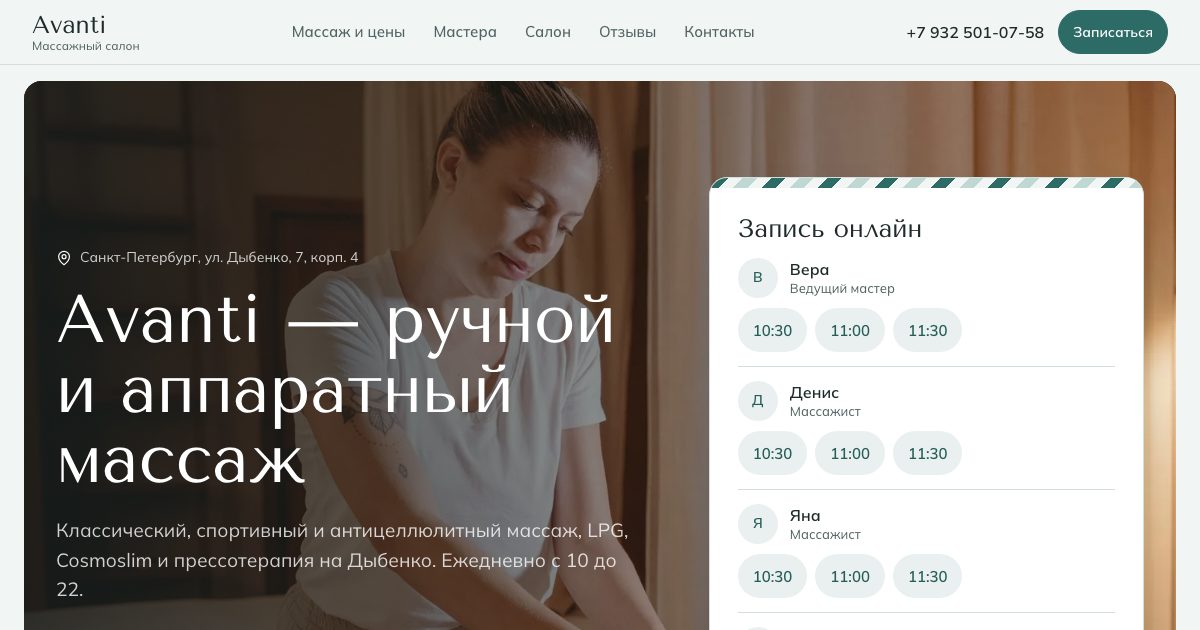 Avanti
Массажный салон
Массаж и цены
Мастера
Салон
Отзывы
Контакты
+7 932 501-07-58
Записаться
Санкт-Петербург, ул. Дыбенко, 7, корп. 4
Avanti — ручной
и аппаратный
массаж
Классический, спортивный и антицеллюлитный массаж, LPG,
Cosmoslim и прессотерапия на Дыбенко. Ежедневно с 10 до
22.
Запись онлайн
В
Вера
Ведущий мастер
10:30 11:00 11:30
Д
Денис
Массажист
10:30 11:00 11:30
Я
Яна
Массажист
10:30 11:00 11:30